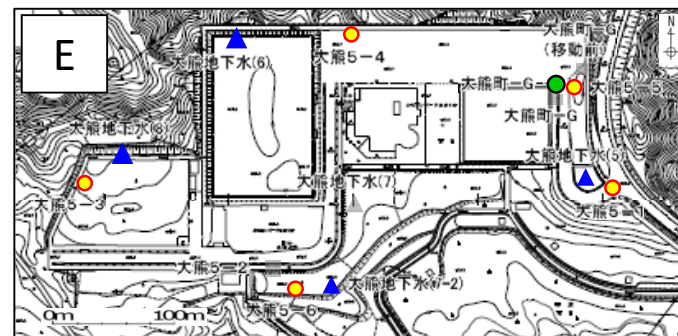 E
大熊町-G
(移動前)
N
大熊地下水(6)
大熊5-4
大熊町-G
大熊5-5
大熊町-G
大熊地下水(8)
大熊地下水(5)
大熊5-3
大熊地下水(7)
大熊5-1
大熊5-2
大熊地下水(7-2)
大熊5-6
0m 100m